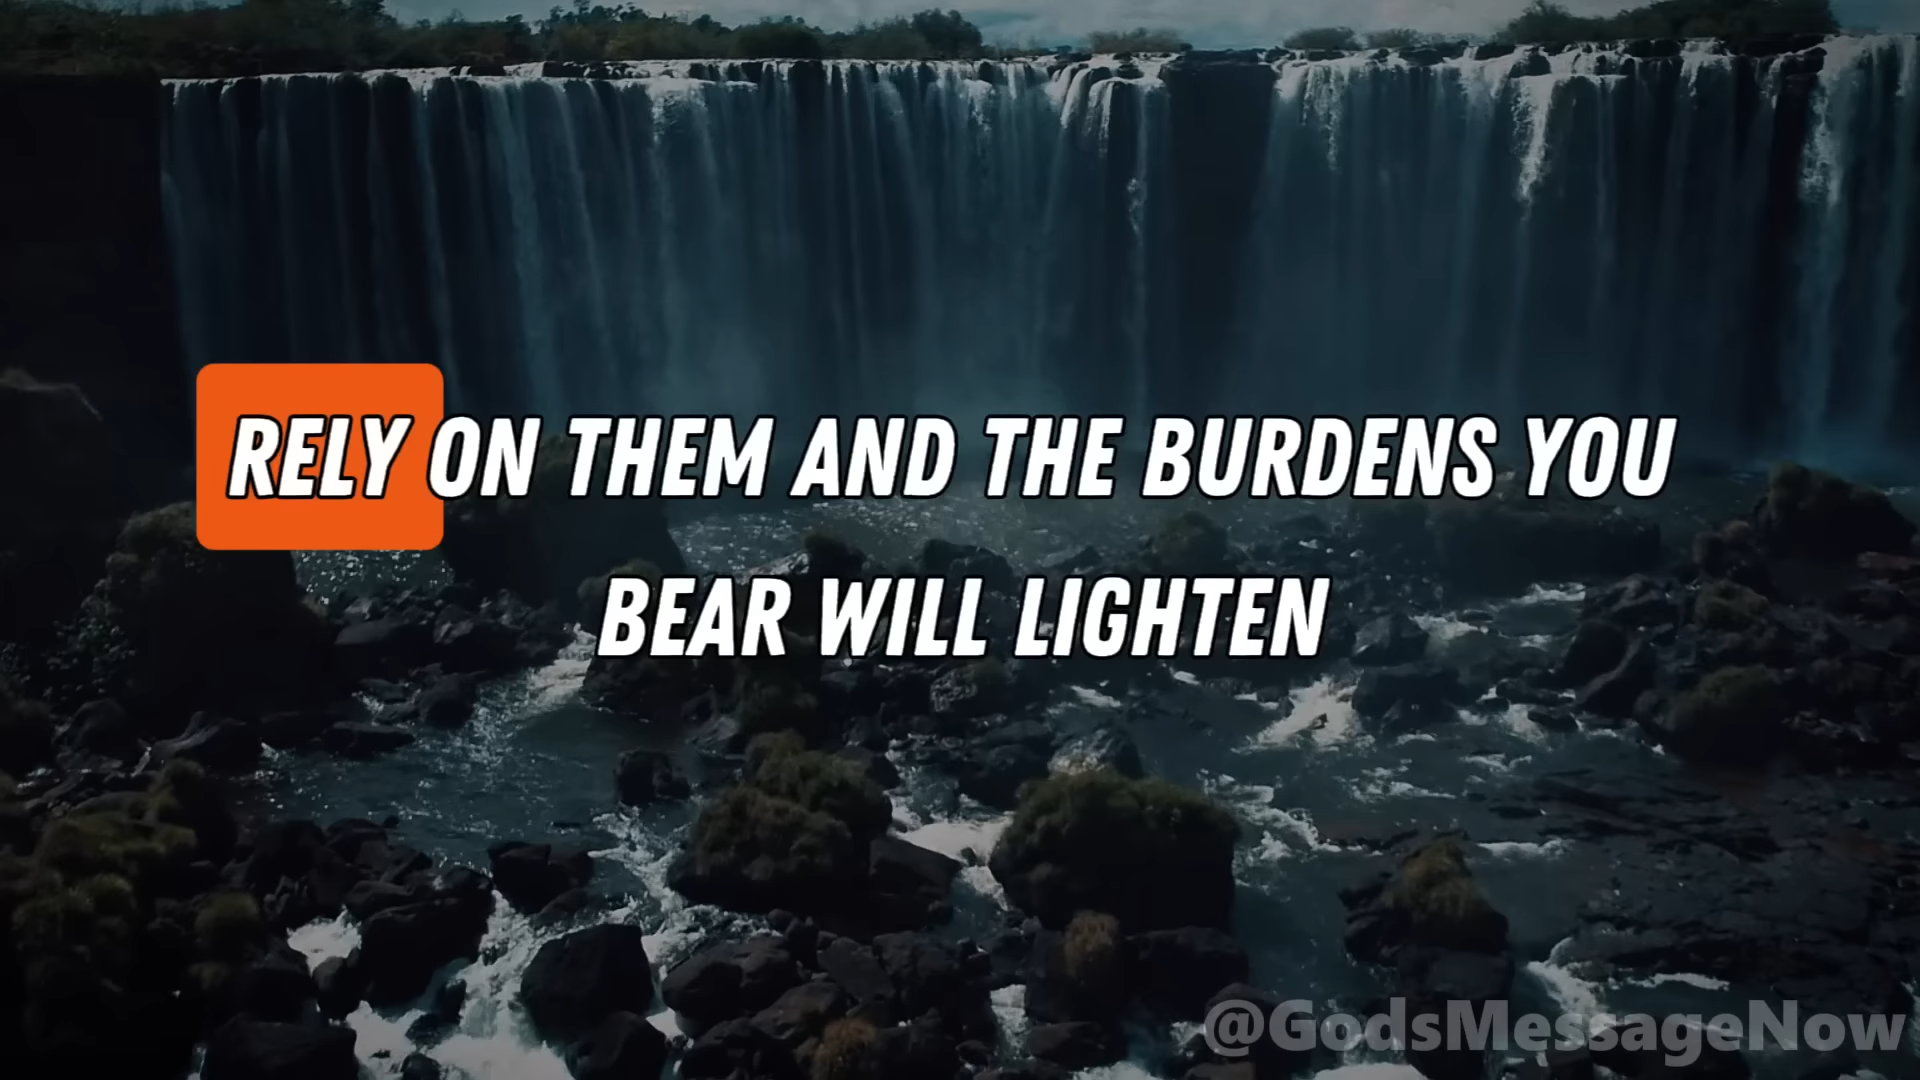 RELY ON THEM AND THE BURDENS YOU
BEAR WILL LIGHTEN
@GodsMessageNow